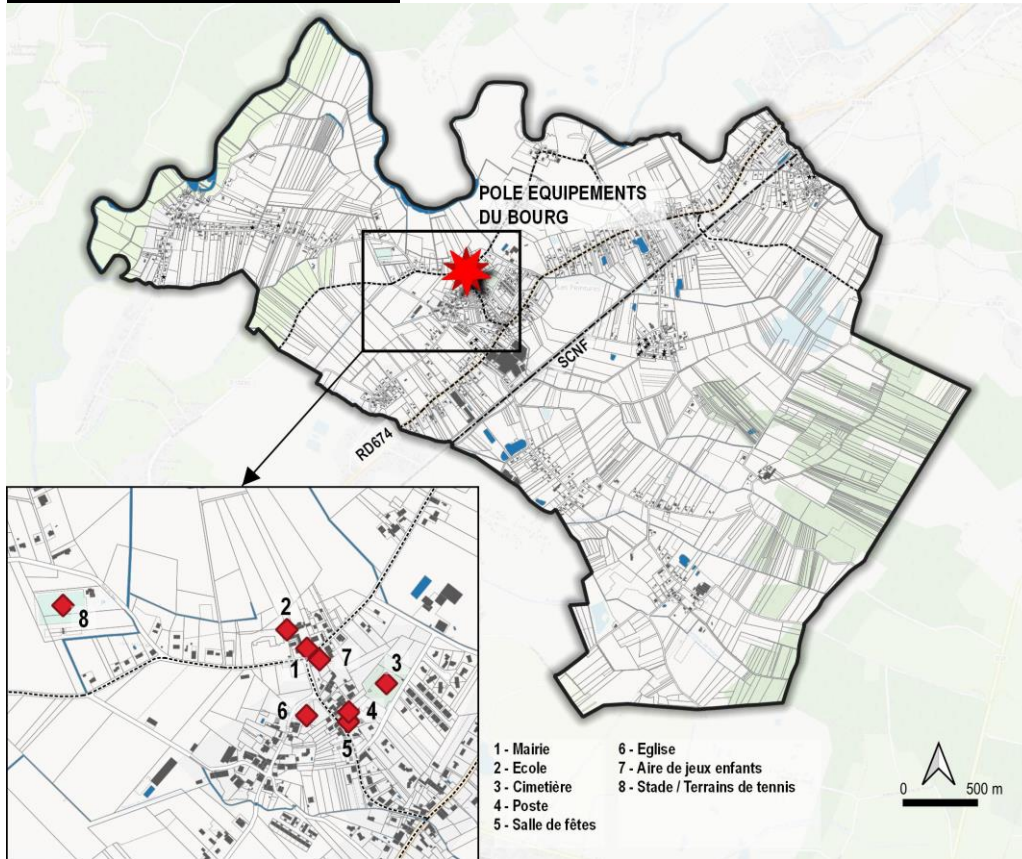 POLE EQUIPEMENTS
DU BOURG
SCNF
RD674
8
2
1
7
3
6
4
5
1 - Mairie
2 - Ecole
3 - Cimetière
4 - Poste
5 - Salle de fêtes
6 - Eglise
7 - Aire de jeux enfants
8 - Stade / Terrains de tennis
0 500 m